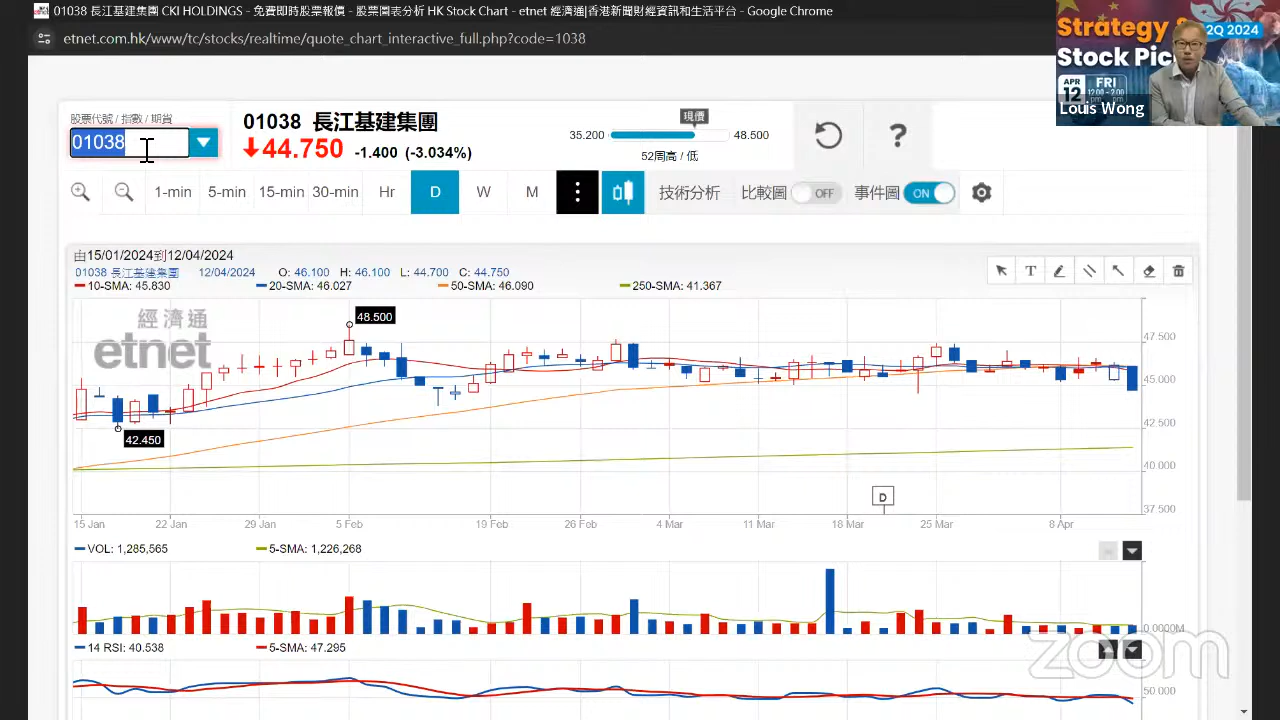 01038 長江基建集團 CKI HOLDINGS - 免費即時股票報價 - 股票圖表分析 HK Stock Chart - etnet 經濟通|香港新聞財經資訊和生活平台 - Google Chrome
etnet.com.hk/www/tc/stocks/realtime/quote_
-1038
Strategy &
2Q 2024
Stock Pic
APR
12
FRI
12:00 - 2:00
Louis Wong
股票代號 / 指數 / 期貨
01038
01038 長江基建集團
44.750 -1.400 (-3.034%)
現價
35.200 48.500
52周高 / 低
?
1-min 5-min 15-min 30-min Hr D W M 技術分析 比較圖 OFF 事件圖 ON
由15/01/2024到12/04/2024
01038 長江基建集團 12/04/2024 O: 46.100 H: 46.100 L: 44.700 C: 44.750
10-SMA: 45.830 20-SMA: 46.027 50-SMA: 46.090 250-SMA: 41.367
T
經濟通
etnet
48.500
47.500
45.000
42.450
42.500
40.000
D
37.500
15 Jan 22 Jan 29 Jan 5 Feb 19 Feb 26 Feb 4 Mar 11 Mar 18 Mar 25 Mar 8 Apr
VOL: 1,285,565 5-SMA: 1,226,268
0.0000M
14 RSI: 40.538 5-SMA: 47.295
zoom
50.000